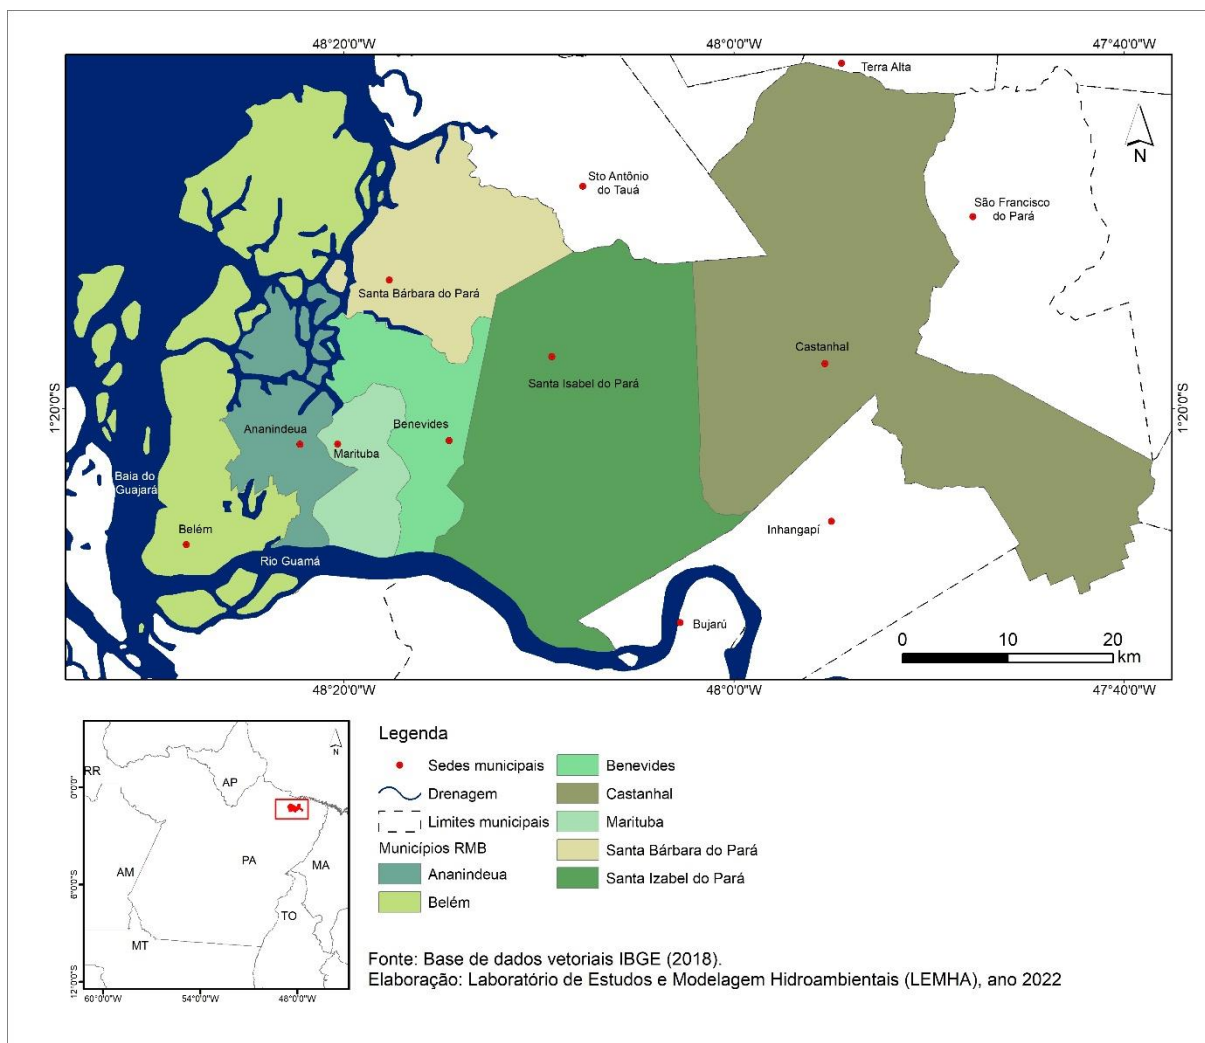 48°20'0"W
48°0'0"W
47°40'0"W
Terra Alta
N
Sto Antônio
do Tauá
São Francisco
do Pará
Santa Bárbara do Pará
Castanhal
Santa Isabel do Pará
1°20'0"S
1°20'0"S
Ananindeua
Marituba
Benevides
Baia do
Guajará
Belém
Inhangapí
Rio Guamá
Bujarú
0
10
20
km
48°20'0"W
48°0'0"W
47°40'0"W
N
RR
AP
0°0'0"
AM
PA
MA
6°0'0"S
TO
MT
12°0'0"S
60°0'0"W
54°0'0"W
48°0'0"W
Legenda
Sedes municipais
Drenagem
Limites municipais
Municípios RMB
Ananindeua
Belém
Benevides
Castanhal
Marituba
Santa Bárbara do Pará
Santa Izabel do Pará
Fonte: Base de dados vetoriais IBGE (2018).
Elaboração: Laboratório de Estudos e Modelagem Hidroambientais (LEMHA), ano 2022